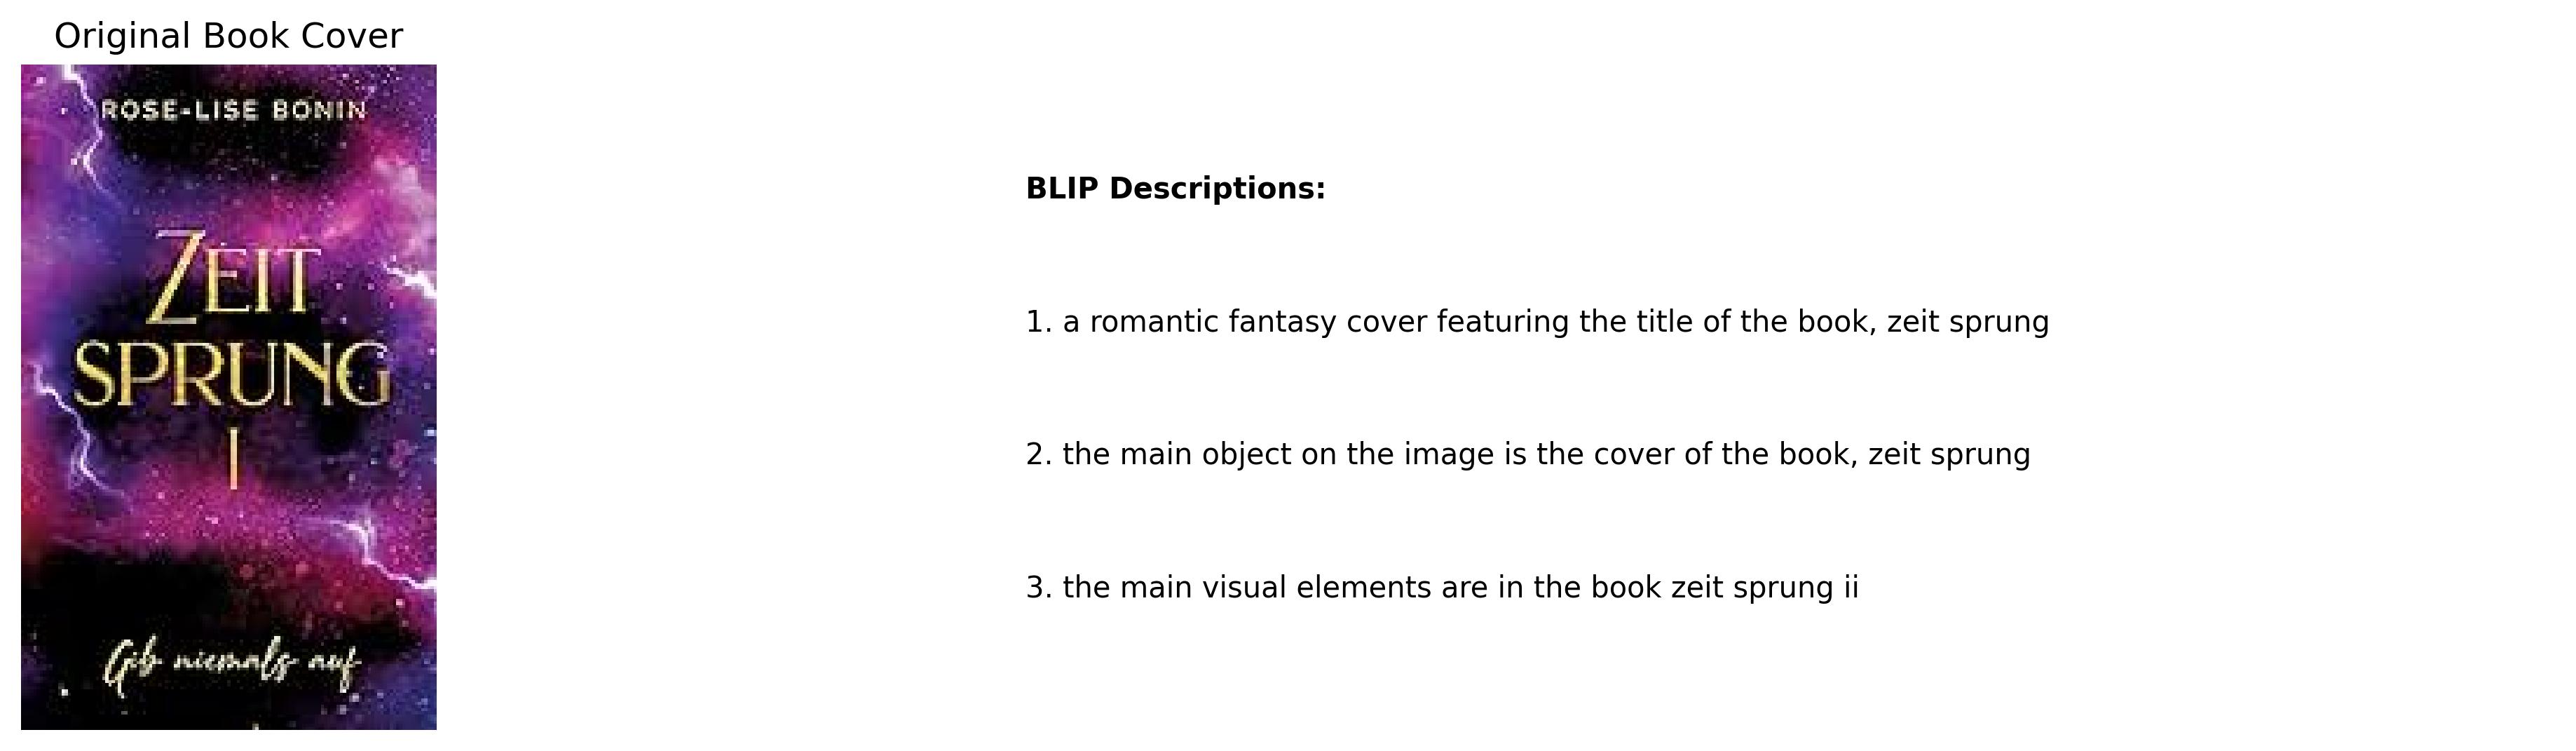 Original Book Cover
ROSE-LISE BONIN
ZEIT
SPRUNG
I
Gib niemals auf
BLIP Descriptions:
1. a romantic fantasy cover featuring the title of the book, zeit sprung
2. the main object on the image is the cover of the book, zeit sprung
3. the main visual elements are in the book zeit sprung ii